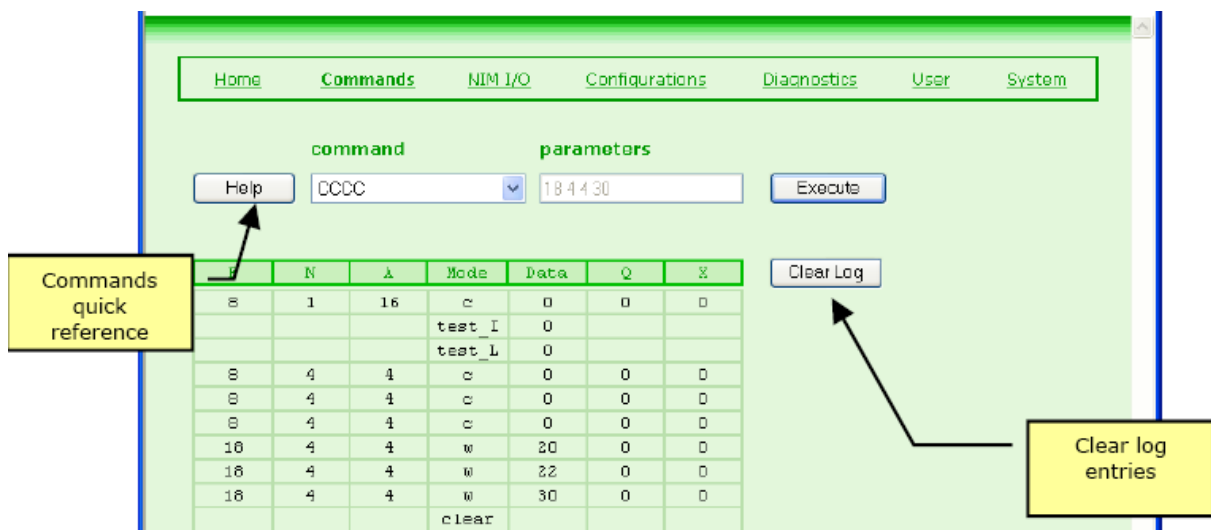 Home Commands NIM I/O Configurations Diagnostics User System
command parameters
Help CCCC 18 4 4 30 Execute
Commands
quick
reference
F N A Mode Data Q X
Clear Log
8 1 16 c 0 0 0
test_I 0
test_L 0
8 4 4 c 0 0 0
8 4 4 c 0 0 0
8 4 4 c 0 0 0
18 4 4 w 20 0 0
18 4 4 w 22 0 0
18 4 4 w 30 0 0
clear
Clear log
entries